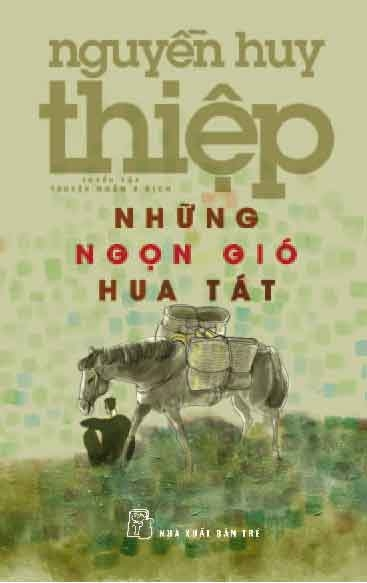 nguyễn huy
thiệp
TUYỂN TẬP
TRUYỆN NGẮN & KỊCH
NHỮNG
NGỌN GIÓ
HUA TÁT
NHÀ XUẤT BẢN TRẺ